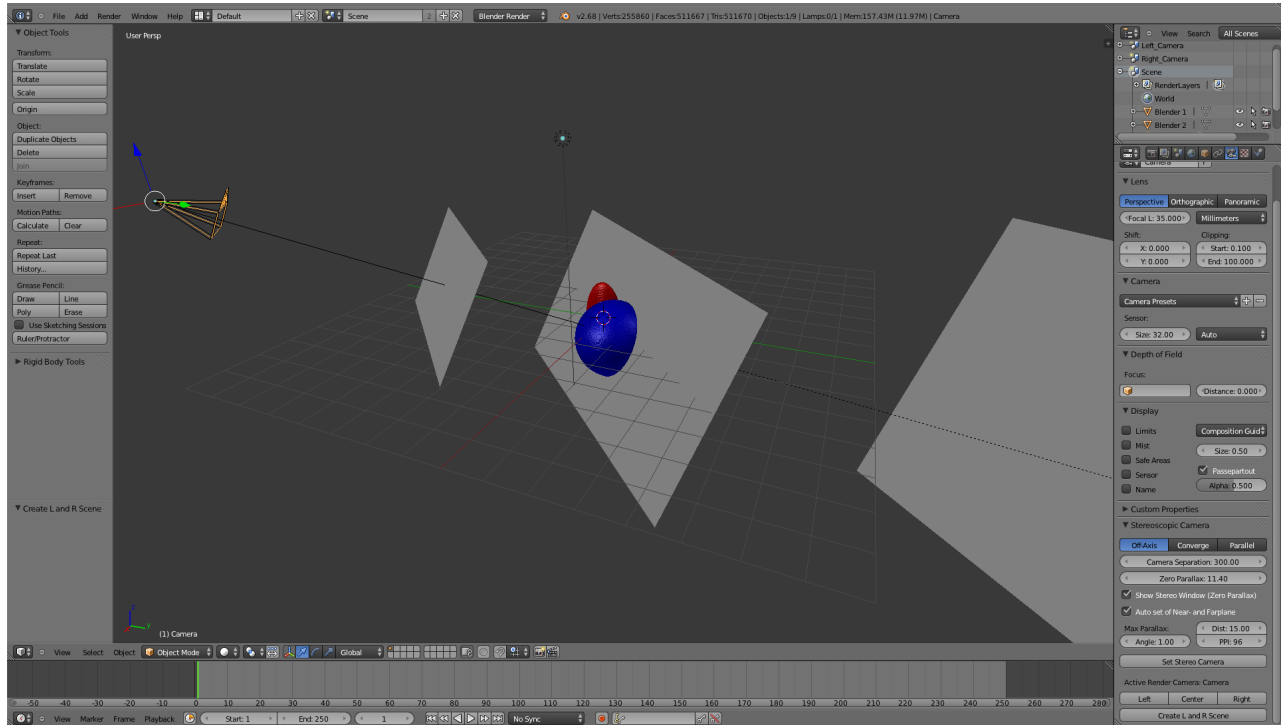 File Add Render Window Help Default Scene 2 Blender Render v2.68 | Verts:255860 | Faces:511667 | Tris:511670 | Objects:1/9 | Lamps:0/1 | Mem:157.43M (11.97M) | Camera
Object Tools
Transform:
Translate
Rotate
Scale
Origin
Object:
Duplicate Objects
Delete
Join
Keyframes:
Insert Remove
Motion Paths:
Calculate Clear
Repeat:
Repeat Last
History...
Grease Pencil:
Draw Line
Poly Erase
Use Sketching Sessions
Ruler/Protractor
Rigid Body Tools
Create L and R Scene
User Persp
(1) Camera
z
y
View Search All Scenes
Left_Camera
Right_Camera
Scene
RenderLayers |
World
Blender 1 |
Blender 2 |
Camera
Lens
Perspective Orthographic Panoramic
Focal L: 35.000 Millimeters
Shift: Clipping:
X: 0.000 Start: 0.100
Y: 0.000 End: 100.000
Camera
Camera Presets
Sensor:
Size: 32.00 Auto
Depth of Field
Focus:
Distance: 0.000
Display
Limits Composition Guid
Mist Size: 0.50
Safe Areas
Sensor Passepartout
Name Alpha: 0.500
Custom Properties
Stereoscopic Camera
Off-Axis Converge Parallel
Camera Separation: 300.00
Zero Parallax: 11.40
Show Stereo Window (Zero Parallax)
Auto set of Near- and Farplane
Max Parallax: Dist: 15.00
Angle: 1.00 PPI: 96
Set Stereo Camera
Active Render Camera: Camera
Left Center Right
Create L and R Scene
View Select Object Object Mode Global
-50 -40 -30 -20 -10 0 10 20 30 40 50 60 70 80 90 100 110 120 130 140 150 160 170 180 190 200 210 220 230 240 250 260 270 280
View Marker Frame Playback Start: 1 End: 250 1 No Sync